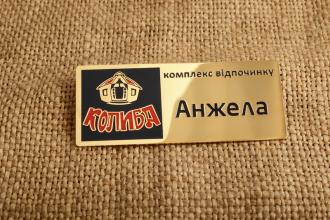 комплекс відпочинку
КОЛИБА
Анжела